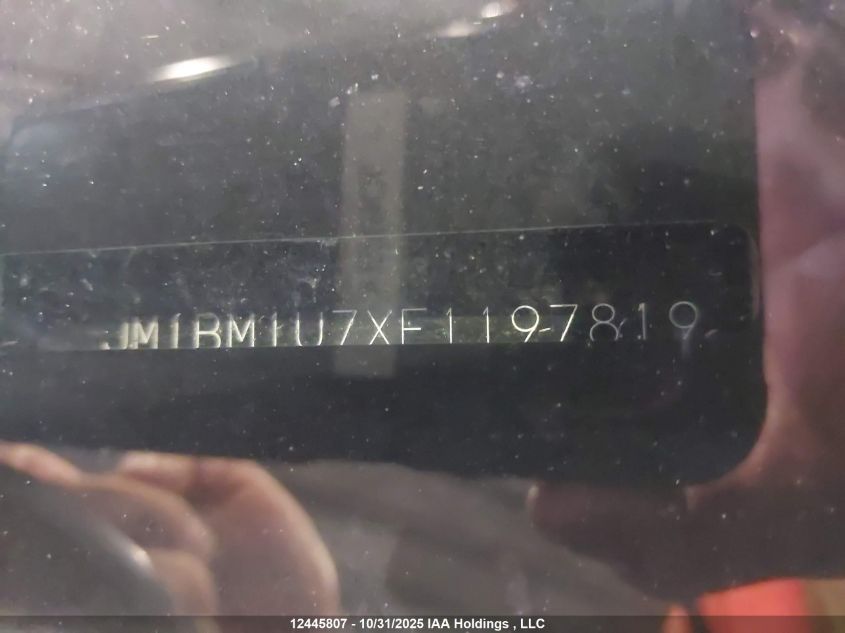 JM1BM1U7XF1197819
12445807 - 10/31/2025 IAA Holdings , LLC